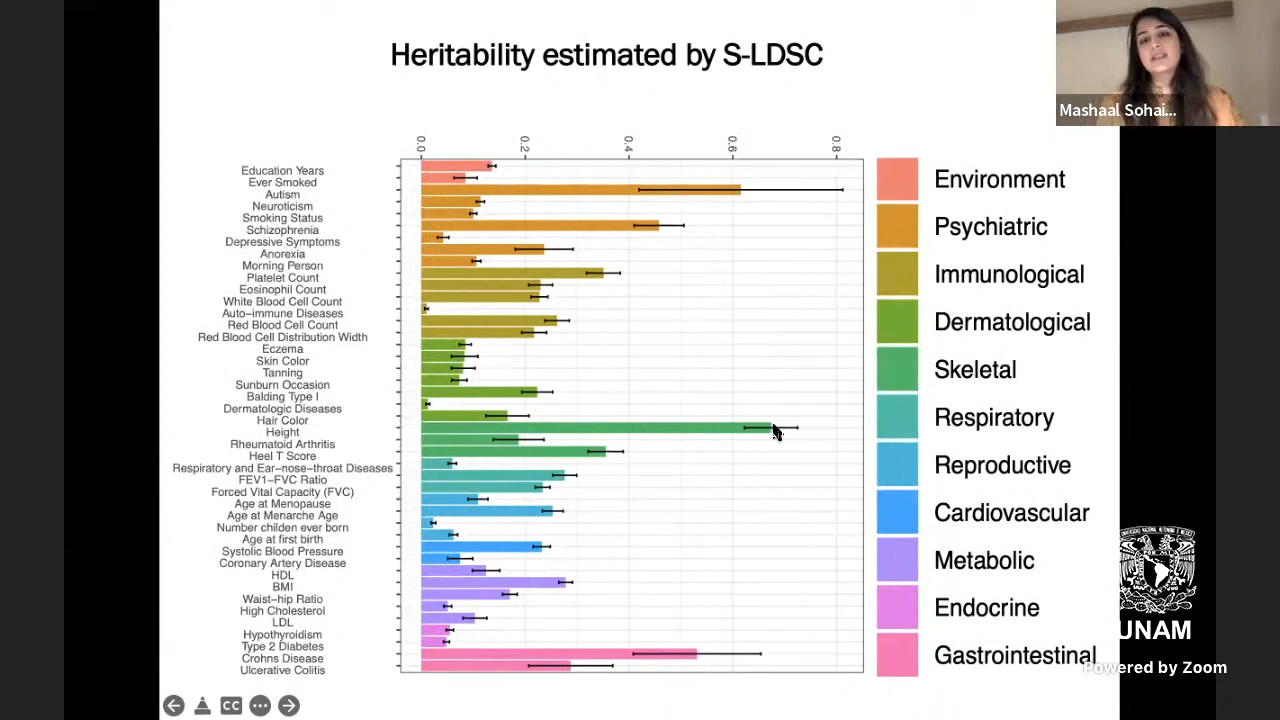 Heritability estimated by S-LDSC
Mashaal Sohai...
0.0
0.2
0.4
0.6
0.8
Education Years
Ever Smoked
Autism
Neuroticism
Smoking Status
Schizophrenia
Depressive Symptoms
Anorexia
Morning Person
Platelet Count
Eosinophil Count
White Blood Cell Count
Auto-immune Diseases
Red Blood Cell Count
Red Blood Cell Distribution Width
Eczema
Skin Color
Tanning
Sunburn Occasion
Balding Type I
Dermatologic Diseases
Hair Color
Height
Rheumatoid Arthritis
Heel T Score
Respiratory and Ear-nose-throat Diseases
FEV1-FVC Ratio
Forced Vital Capacity (FVC)
Age at Menopause
Age at Menarche Age
Number childen ever born
Age at first birth
Systolic Blood Pressure
Coronary Artery Disease
HDL
BMI
Waist-hip Ratio
High Cholesterol
LDL
Hypothyroidism
Type 2 Diabetes
Crohns Disease
Ulcerative Colitis
Environment
Psychiatric
Immunological
Dermatological
Skeletal
Respiratory
Reproductive
Cardiovascular
Metabolic
Endocrine
Gastrointestinal
UNAM
Powered by Zoom
CC